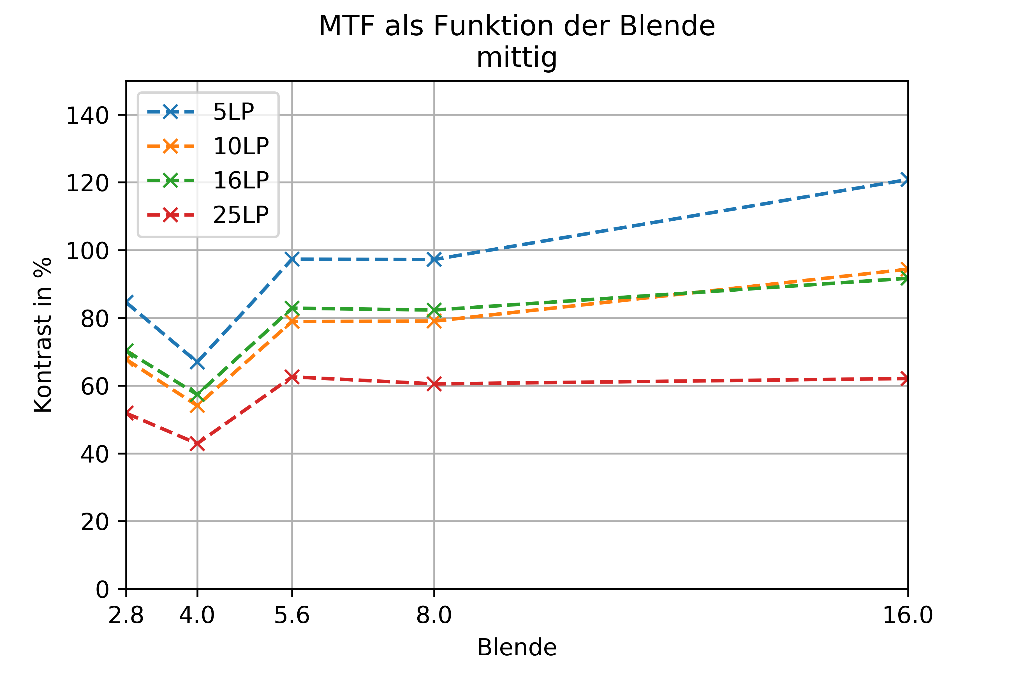 MTF als Funktion der Blende
mittig
5LP
10LP
16LP
25LP
140
120
100
80
60
40
20
0
Kontrast in %
2.8 4.0 5.6 8.0 16.0
Blende